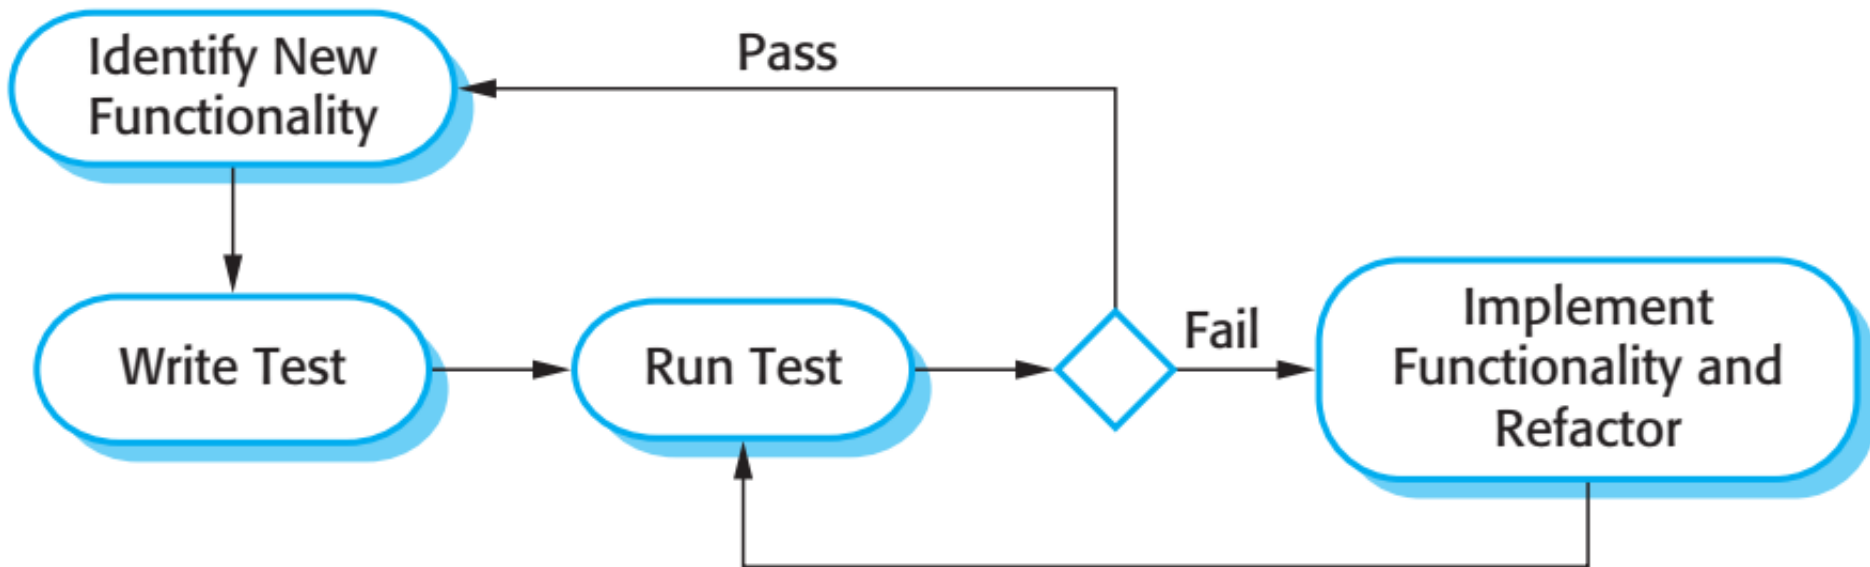 Identify New
Functionality
Pass
Write Test
Run Test
Fail
Implement
Functionality and
Refactor